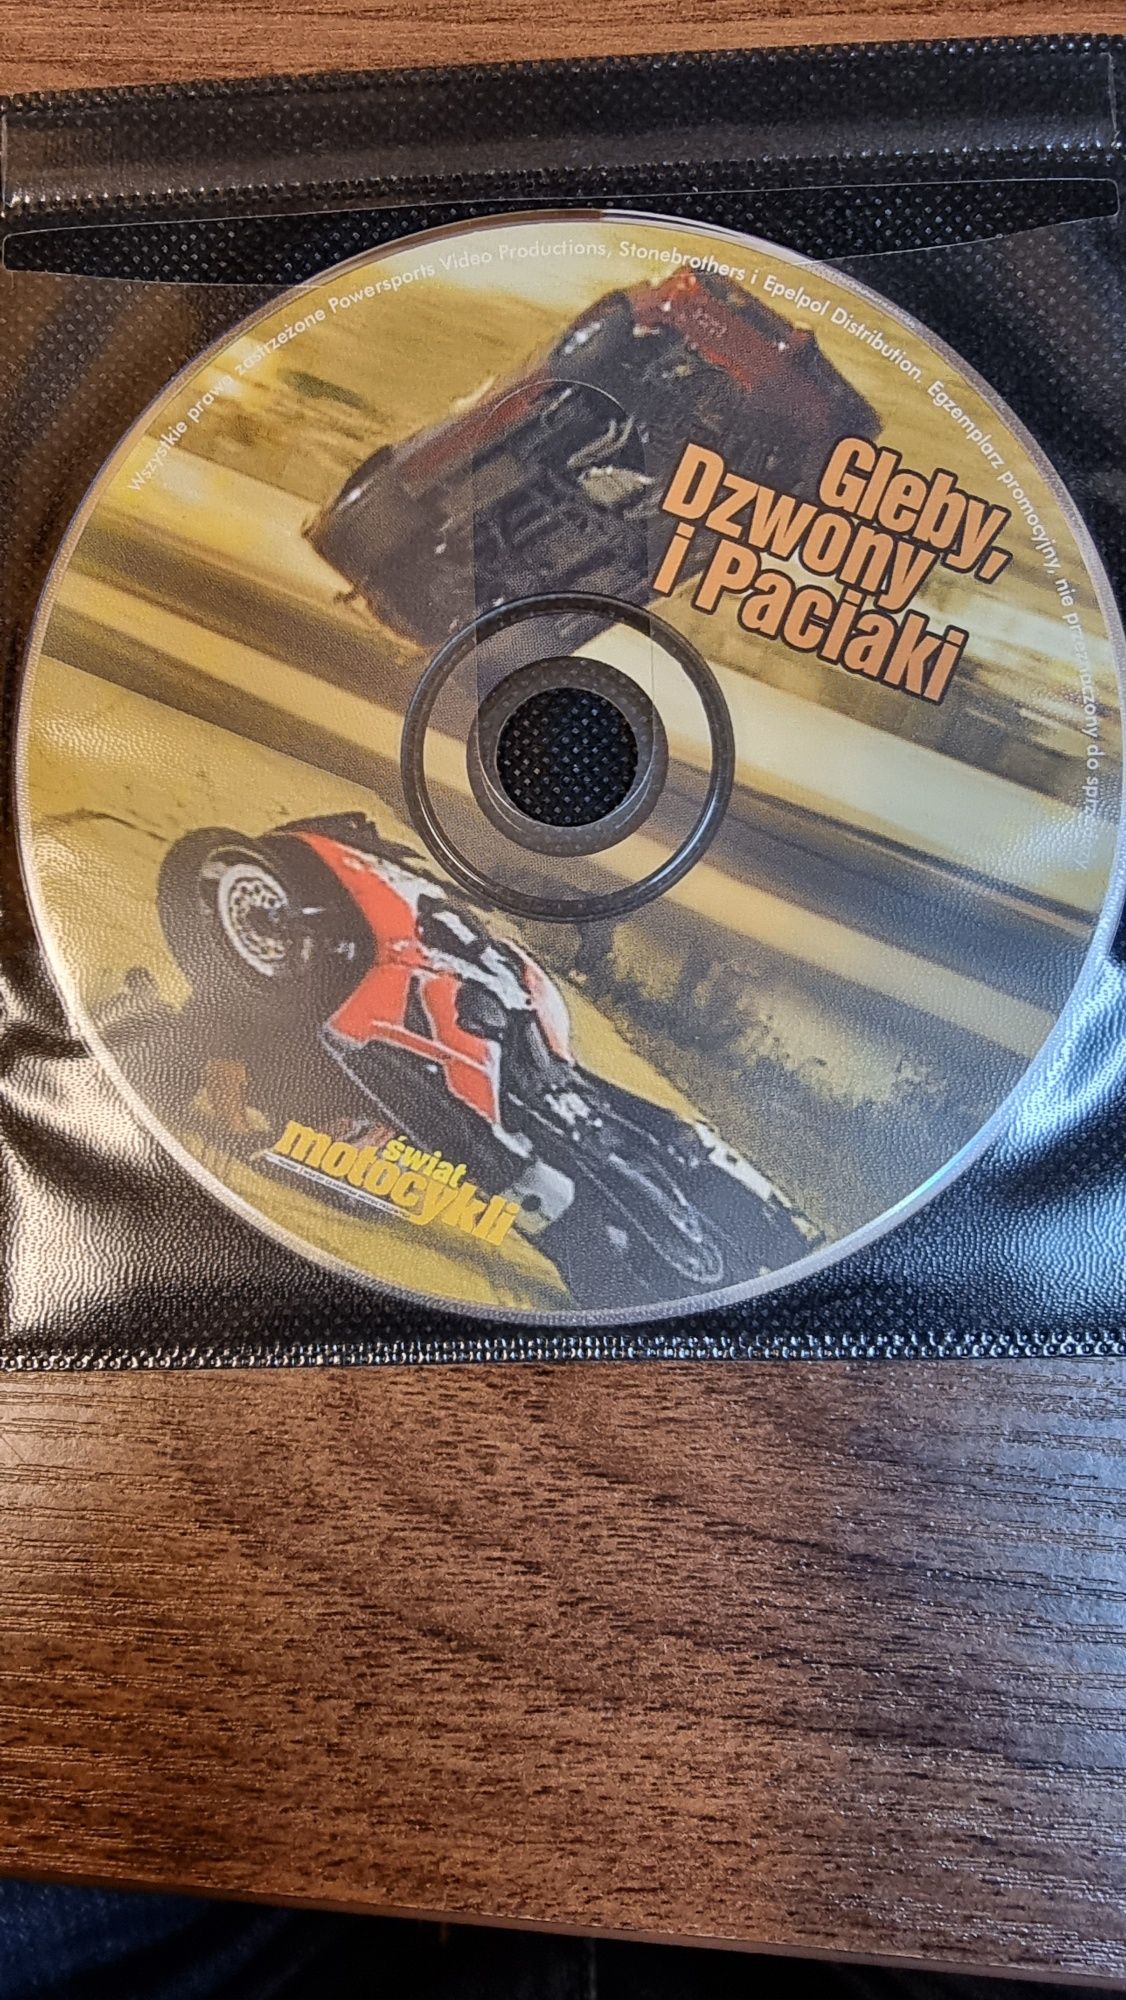 Wszystkie prawa zastrzeżone Powersports Video Productions, Stonebrothers i Epelpol Distribution. Egzemplarz promocyjny, nie przeznaczony do sprzedaży.
Gleby,
Dzwony
i Paciaki
świat
motocykli